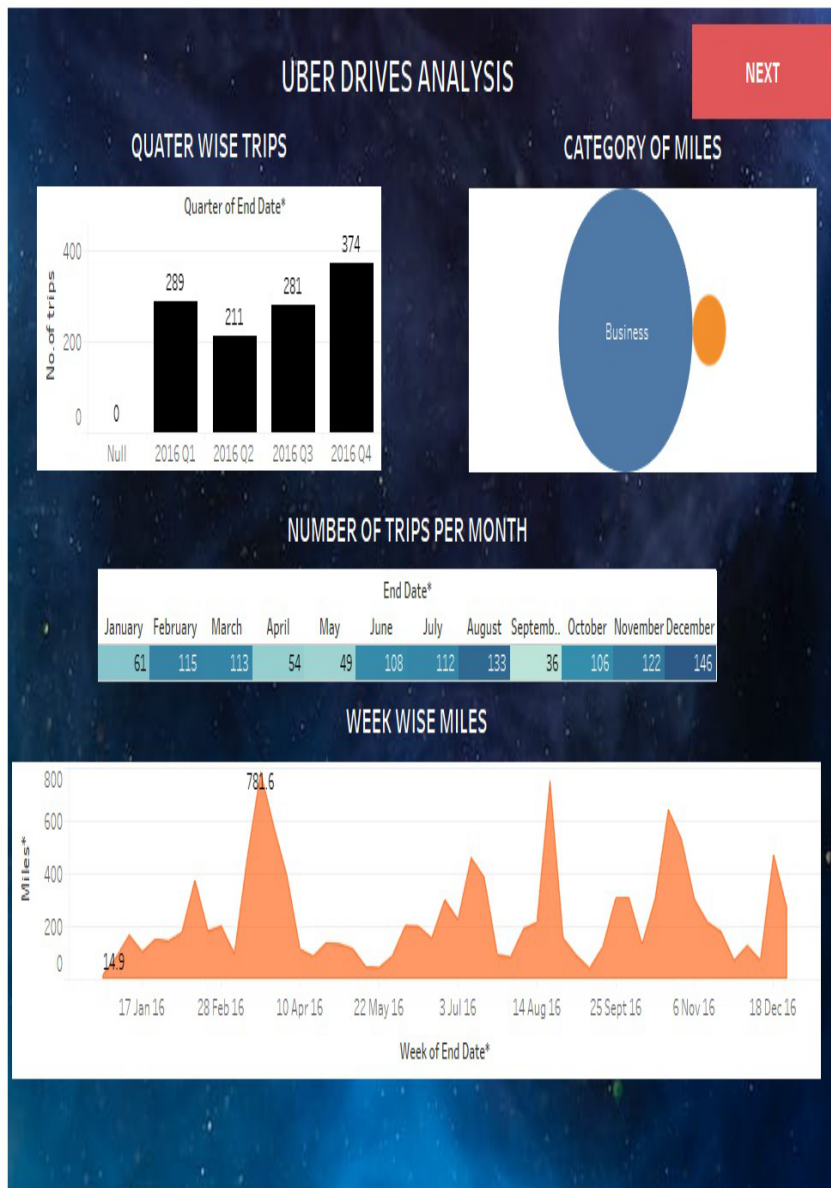 UBER DRIVES ANALYSIS
NEXT
QUATER WISE TRIPS
CATEGORY OF MILES
Quarter of End Date*
No.of trips
400
200
0
0
289
211
281
374
Null 2016 Q1 2016 Q2 2016 Q3 2016 Q4
Business
NUMBER OF TRIPS PER MONTH
End Date*
January February March April May June July August Septemb.. October November December
61 115 113 54 49 108 112 133 36 106 122 146
WEEK WISE MILES
Miles*
800
600
400
200
0
781.6
14.9
17 Jan 16 28 Feb 16 10 Apr 16 22 May 16 3 Jul 16 14 Aug 16 25 Sept 16 6 Nov 16 18 Dec 16
Week of End Date*